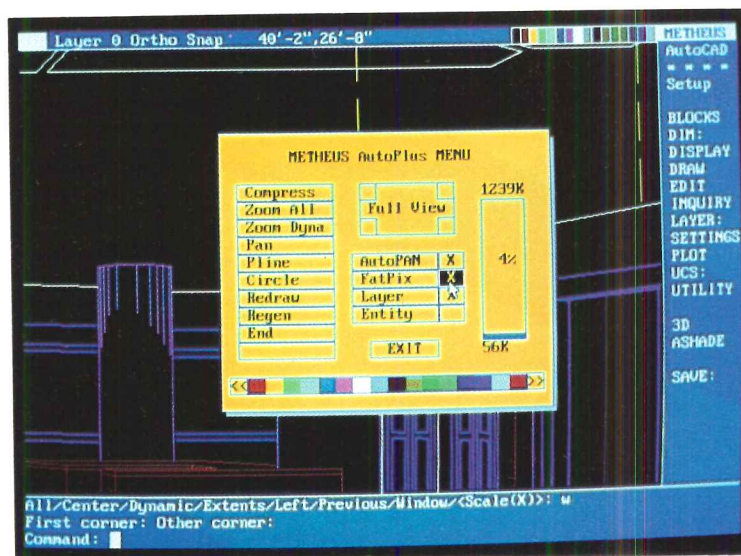 Layer 0 Ortho Snap 40'-2",26'-8"
METHEUS
AutoCAD
* * * *
Setup
BLOCKS
DIM:
DISPLAY
DRAW
EDIT
INQUIRY
LAYER:
SETTINGS
PLOT
UCS:
UTILITY
3D
ASHADE
SAVE:
METHEUS AutoPlus MENU
Compress
Zoom All
Zoom Dyna
Pan
Pline
Circle
Redraw
Regen
End
Full View
AutoPAN X
FatPix X
Layer X
Entity
EXIT
1239K
4%
56K
<< >>
All/Center/Dynamic/Extents/Left/Previous/Window/<Scale(X)>: w
First corner: Other corner:
Command: